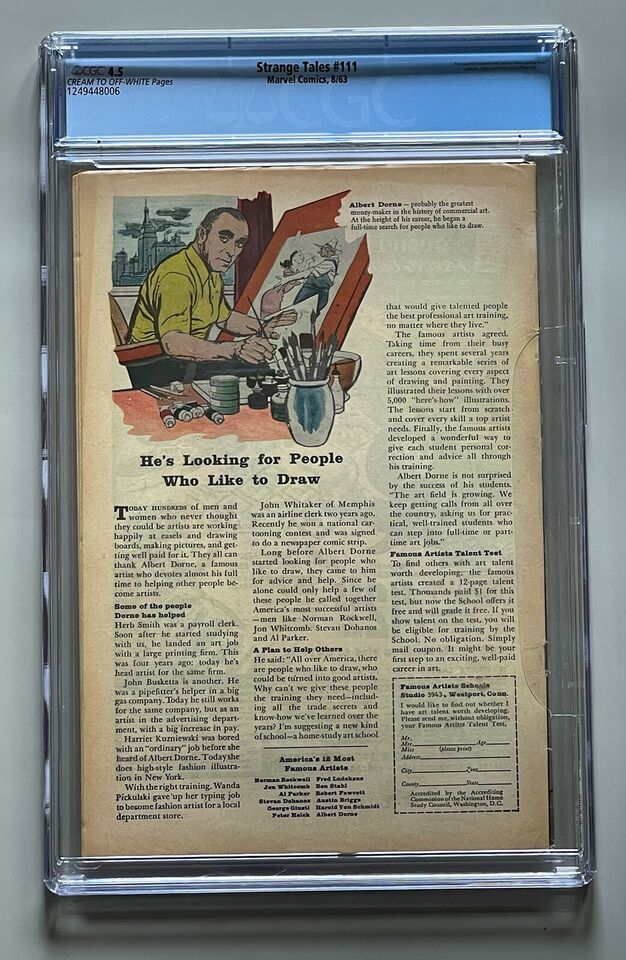 CGC 4.5
CREAM TO OFF-WHITE Pages
1249448006
Strange Tales #111
Marvel Comics, 8/63
CGC
Albert Dorne — probably the greatest
money-maker in the history of commercial art.
At the height of his career, he began a
full-time search for people who like to draw.
He's Looking for People
Who Like to Draw
TODAY HUNDREDS of men and
women who never thought
they could be artists are working
happily at easels and drawing
boards, making pictures, and get-
ting well paid for it. They all can
thank Albert Dorne, a famous
artist who devotes almost his full
time to helping other people be-
come artists.
Some of the people
Dorne has helped
Herb Smith was a payroll clerk.
Soon after he started studying
with us, he landed an art job
with a large printing firm. This
was four years ago: today he's
head artist for the same firm.
John Busketta is another. He
was a pipefitter's helper in a big
gas company. Today he still works
for the same company, but as an
artist in the advertising depart-
ment, with a big increase in pay.
Harriet Kuzniewski was bored
with an "ordinary" job before she
heard of Albert Dorne. Today she
does high-style fashion illustra-
tion in New York.
With the right training, Wanda
Pickulski gave up her typing job
to become fashion artist for a local
department store.
John Whitaker of Memphis
was an airline clerk two years ago.
Recently he won a national car-
tooning contest and was signed
to do a newspaper comic strip.
Long before Albert Dorne
started looking for people who
like to draw, they came to him
for advice and help. Since he
alone could only help a few of
these people he called together
America's most successful artists
—men like Norman Rockwell,
Jon Whitcomb. Stevan Dohanos
and Al Parker.
A Plan to Help Others
He said: "All over America, there
are people who like to draw, who
could be turned into good artists.
Why can't we give these people
the training they need—includ-
ing all the trade secrets and
know-how we've learned over the
years? I'm suggesting a new kind
of school—a home-study art school
America's 12 Most
Famous Artists
Norman Rockwell
Jon Whitcomb
Al Parker
Stevan Dohanos
George Giusti
Peter Helck
Fred Ludekens
Ben Stahl
Robert Fawcett
Austin Briggs
Harold Von Schmidt
Albert Dorne
that would give talented people
the best professional art training,
no matter where they live."
The famous artists agreed.
Taking time from their busy
careers, they spent several years
creating a remarkable series of
art lessons covering every aspect
of drawing and painting. They
illustrated their lessons with over
5,000 "here's-how" illustrations.
The lessons start from scratch
and cover every skill a top artist
needs. Finally, the famous artists
developed a wonderful way to
give each student personal cor-
rection and advice all through
his training.
Albert Dorne is not surprised
by the success of his students.
"The art field is growing. We
keep getting calls from all over
the country, asking us for prac-
tical, well-trained students who
can step into full-time or part-
time art jobs."
Famous Artists Talent Test
To find others with art talent
worth developing, the famous
artists created a 12-page talent
test. Thousands paid $1 for this
test, but now the School offers it
free and will grade it free. If you
show talent on the test, you will
be eligible for training by the
School. No obligation. Simply
mail coupon. It might be your
first step to an exciting, well-paid
career in art.
Famous Artists Schools
Studio 5943, Westport, Conn.
I would like to find out whether I
have art talent worth developing.
Please send me, without obligation,
your Famous Artists Talent Test.
Mr.
Mrs. Age
Miss (please print)
Address
City Zone
County State
Accredited by the Accrediting
Commission of the National Home
Study Council, Washington, D.C.